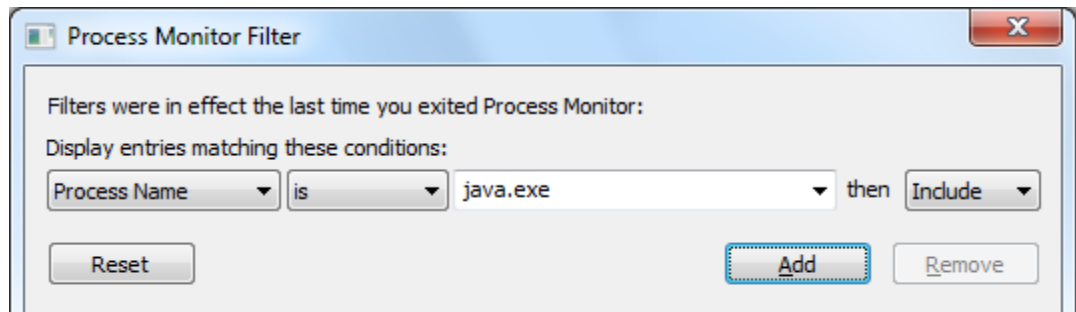 Process Monitor Filter
Filters were in effect the last time you exited Process Monitor:
Display entries matching these conditions:
Process Name is java.exe then Include
Reset Add Remove